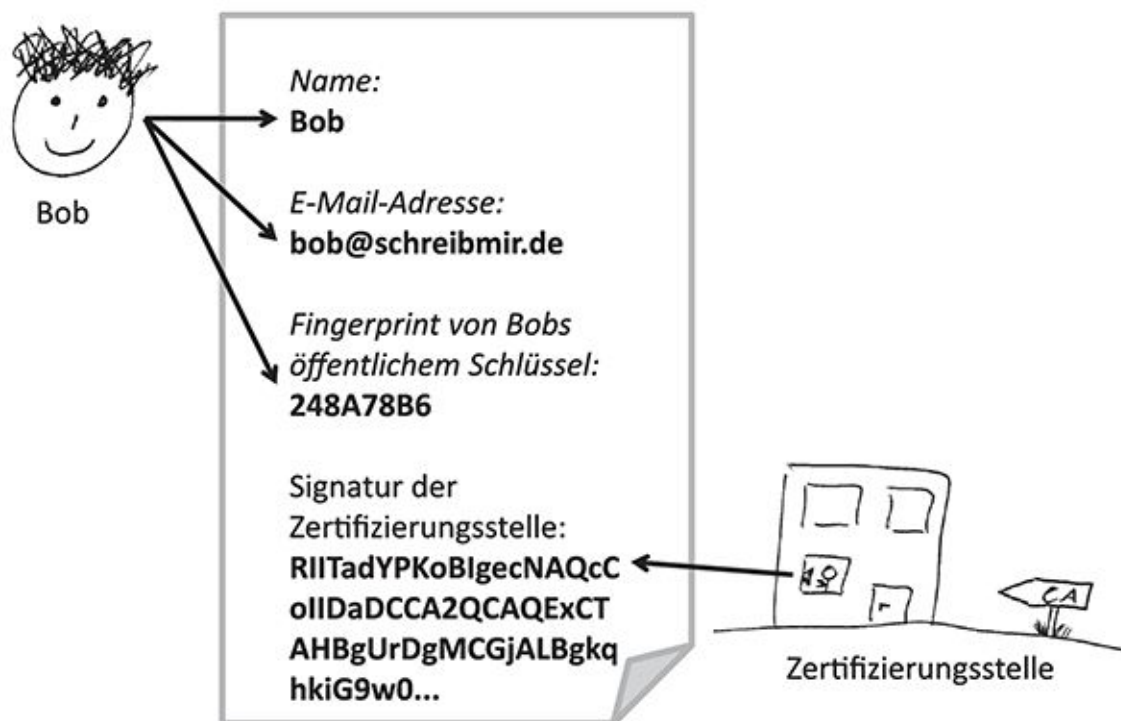 Name:
Bob
Bob
E-Mail-Adresse:
bob@schreibmir.de
Fingerprint von Bobs
öffentlichem Schlüssel:
248A78B6
Signatur der
Zertifizierungsstelle:
RIITadYPKoBIgecNAQcC
oIIDaDCCA2QCAQExCT
AHBgUrDgMCGjALBgkq
hkiG9w0...
CA
Zertifizierungsstelle